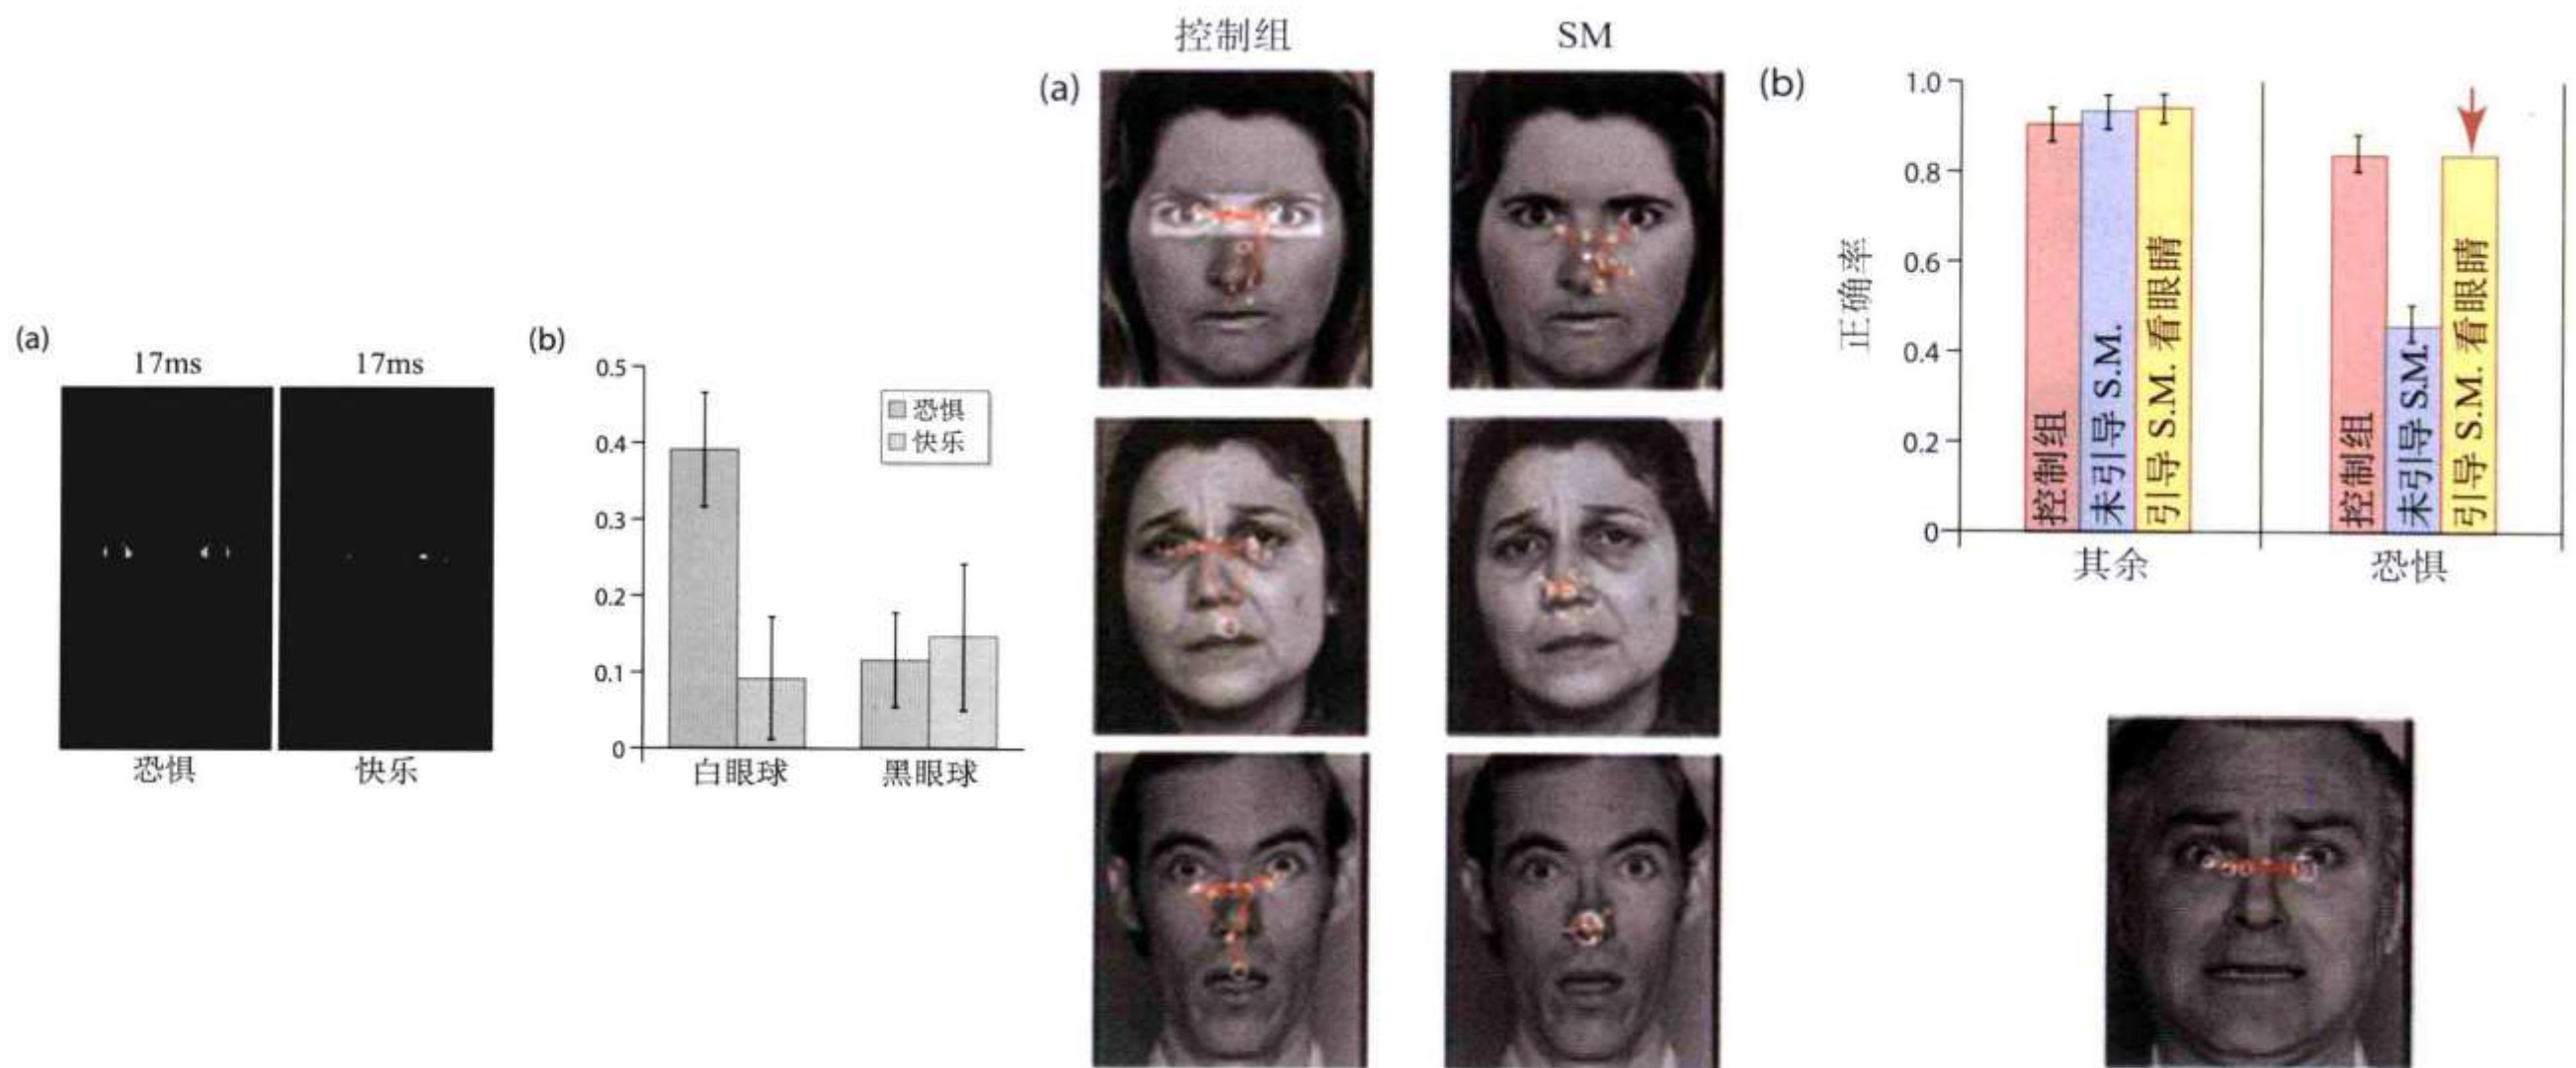 (a)
17ms
17ms
恐惧
快乐
(b)
0.5
0.4
0.3
0.2
0.1
0
恐惧
快乐
白眼球
黑眼球
控制组
SM
(a)
(b)
正确率
1.0
0.8
0.6
0.4
0.2
0
控制组
未引导 S.M.
引导 S.M. 看眼睛
控制组
未引导 S.M.
引导 S.M. 看眼睛
其余
恐惧